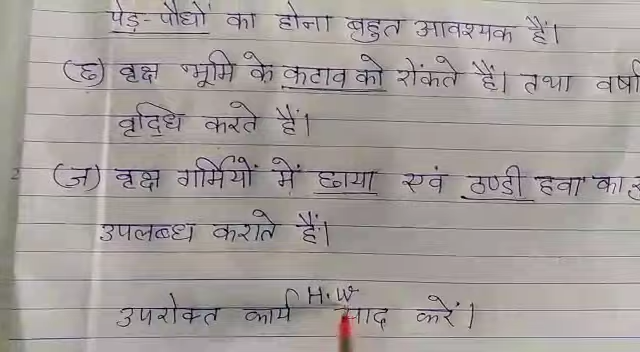 पेड़-पौधों का होना बहुत आवश्यक हैं।
(छ) वृक्ष भूमि के कटाव को रोंकते हैं। तथा वर्षा
वृद्धि करते हैं।
(ज) वृक्ष गर्मियों में छाया एवं ठण्डी हवा का
उपलब्ध कराते हैं।
H.W
उपरोक्त कार्य याद करें।